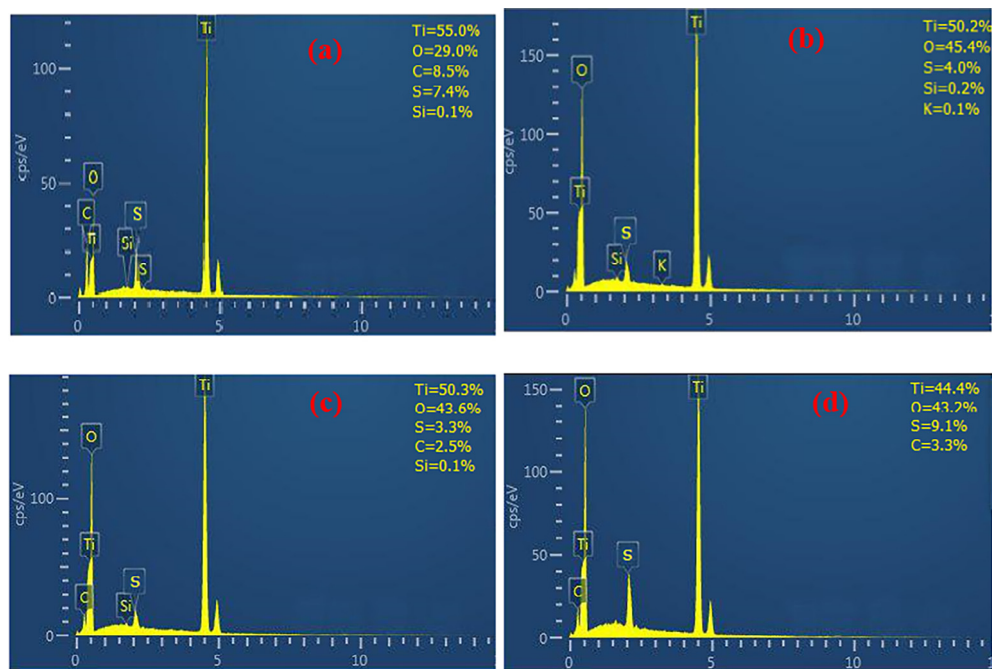 (a)
Ti=55.0%
O=29.0%
C=8.5%
S=7.4%
Si=0.1%
Ti
O
C
S
Ti
Si
S
cps/eV
100
50
0
0
5
10
(b)
Ti=50.2%
O=45.4%
S=4.0%
Si=0.2%
K=0.1%
Ti
O
Ti
S
Si
K
cps/eV
150
100
50
0
0
5
10
(c)
Ti=50.3%
O=43.6%
S=3.3%
C=2.5%
Si=0.1%
Ti
O
Ti
C
Si
S
cps/eV
100
0
0
5
10
(d)
Ti=44.4%
O=43.2%
S=9.1%
C=3.3%
O
Ti
Ti
S
C
cps/eV
150
100
50
0
0
5
10